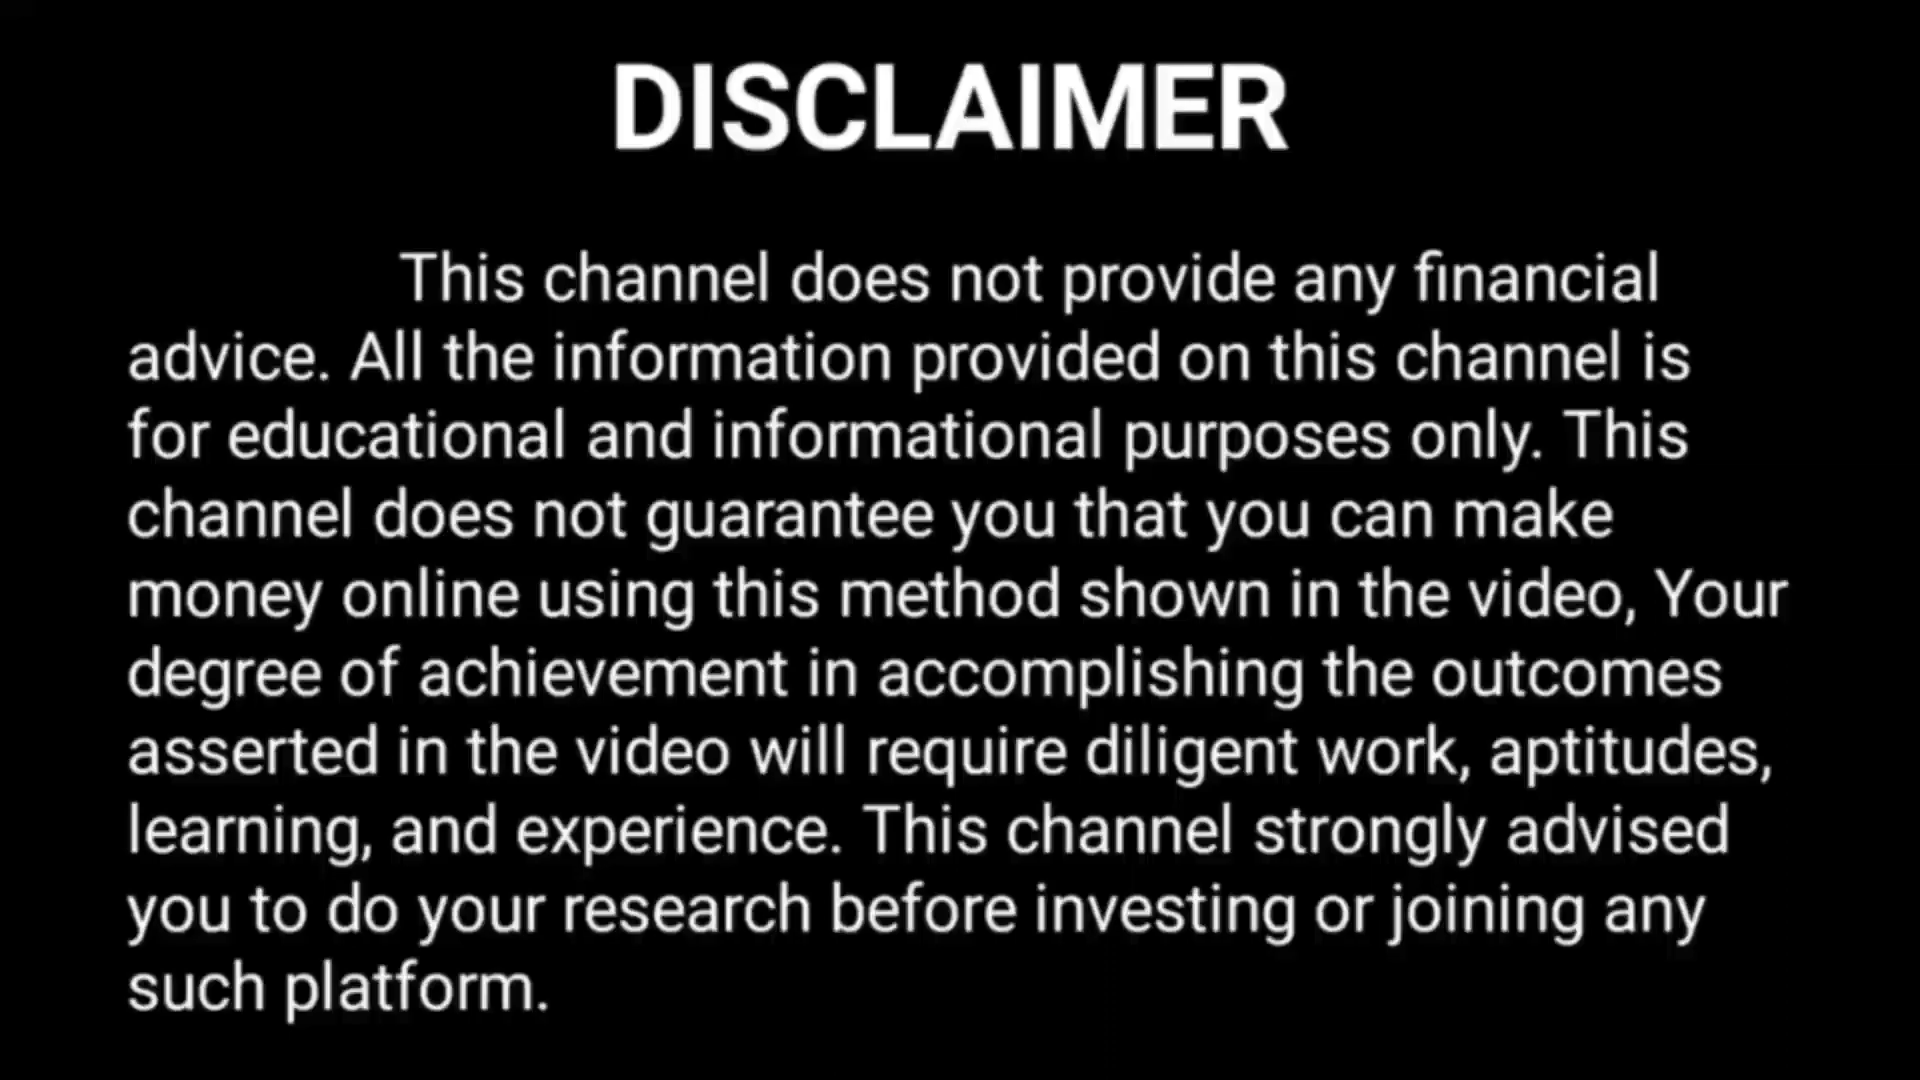 DISCLAIMER
This channel does not provide any financial
advice. All the information provided on this channel is
for educational and informational purposes only. This
channel does not guarantee you that you can make
money online using this method shown in the video, Your
degree of achievement in accomplishing the outcomes
asserted in the video will require diligent work, aptitudes,
learning, and experience. This channel strongly advised
you to do your research before investing or joining any
such platform.